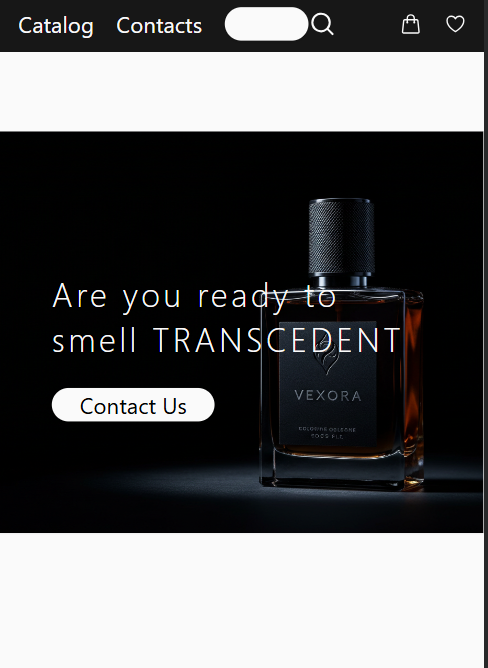 Catalog Contacts
Are you ready to
smell TRANSCEDENT
VEXORA
Contact Us